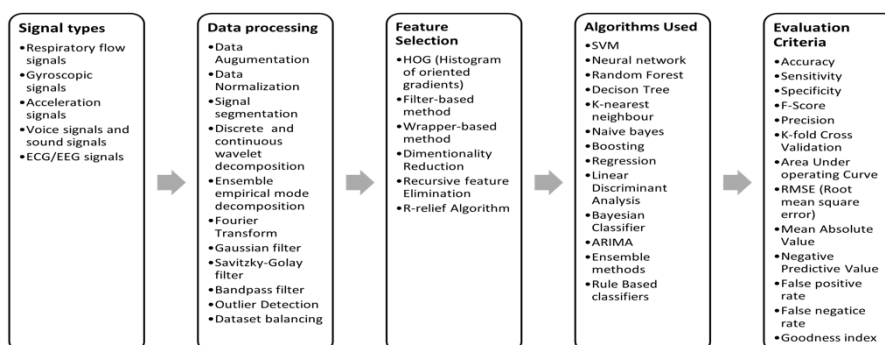 Signal types
•Respiratory flow
signals
•Gyroscopic
signals
•Acceleration
signals
•Voice signals and
sound signals
•ECG/EEG signals
Data processing
•Data
Augumentation
•Data
Normalization
•Signal
segmentation
•Discrete and
continuous
wavelet
decomposition
•Ensemble
empirical mode
decomposition
•Fourier
Transform
•Gaussian filter
•Savitzky-Golay
filter
•Bandpass filter
•Outlier Detection
•Dataset balancing
Feature
Selection
•HOG (Histogram
of oriented
gradients)
•Filter-based
method
•Wrapper-based
method
•Dimentionality
Reduction
•Recursive feature
Elimination
•R-relief Algorithm
Algorithms Used
•SVM
•Neural network
•Random Forest
•Decison Tree
•K-nearest
neighbour
•Naive bayes
•Boosting
•Regression
•Linear
Discriminant
Analysis
•Bayesian
Classifier
•ARIMA
•Ensemble
methods
•Rule Based
classifiers
Evaluation
Criteria
•Accuracy
•Sensitivity
•Specificity
•F-Score
•Precision
•K-fold Cross
Validation
•Area Under
operating Curve
•RMSE (Root
mean square
error)
•Mean Absolute
Value
•Negative
Predictive Value
•False positive
rate
•False negatice
rate
•Goodness index